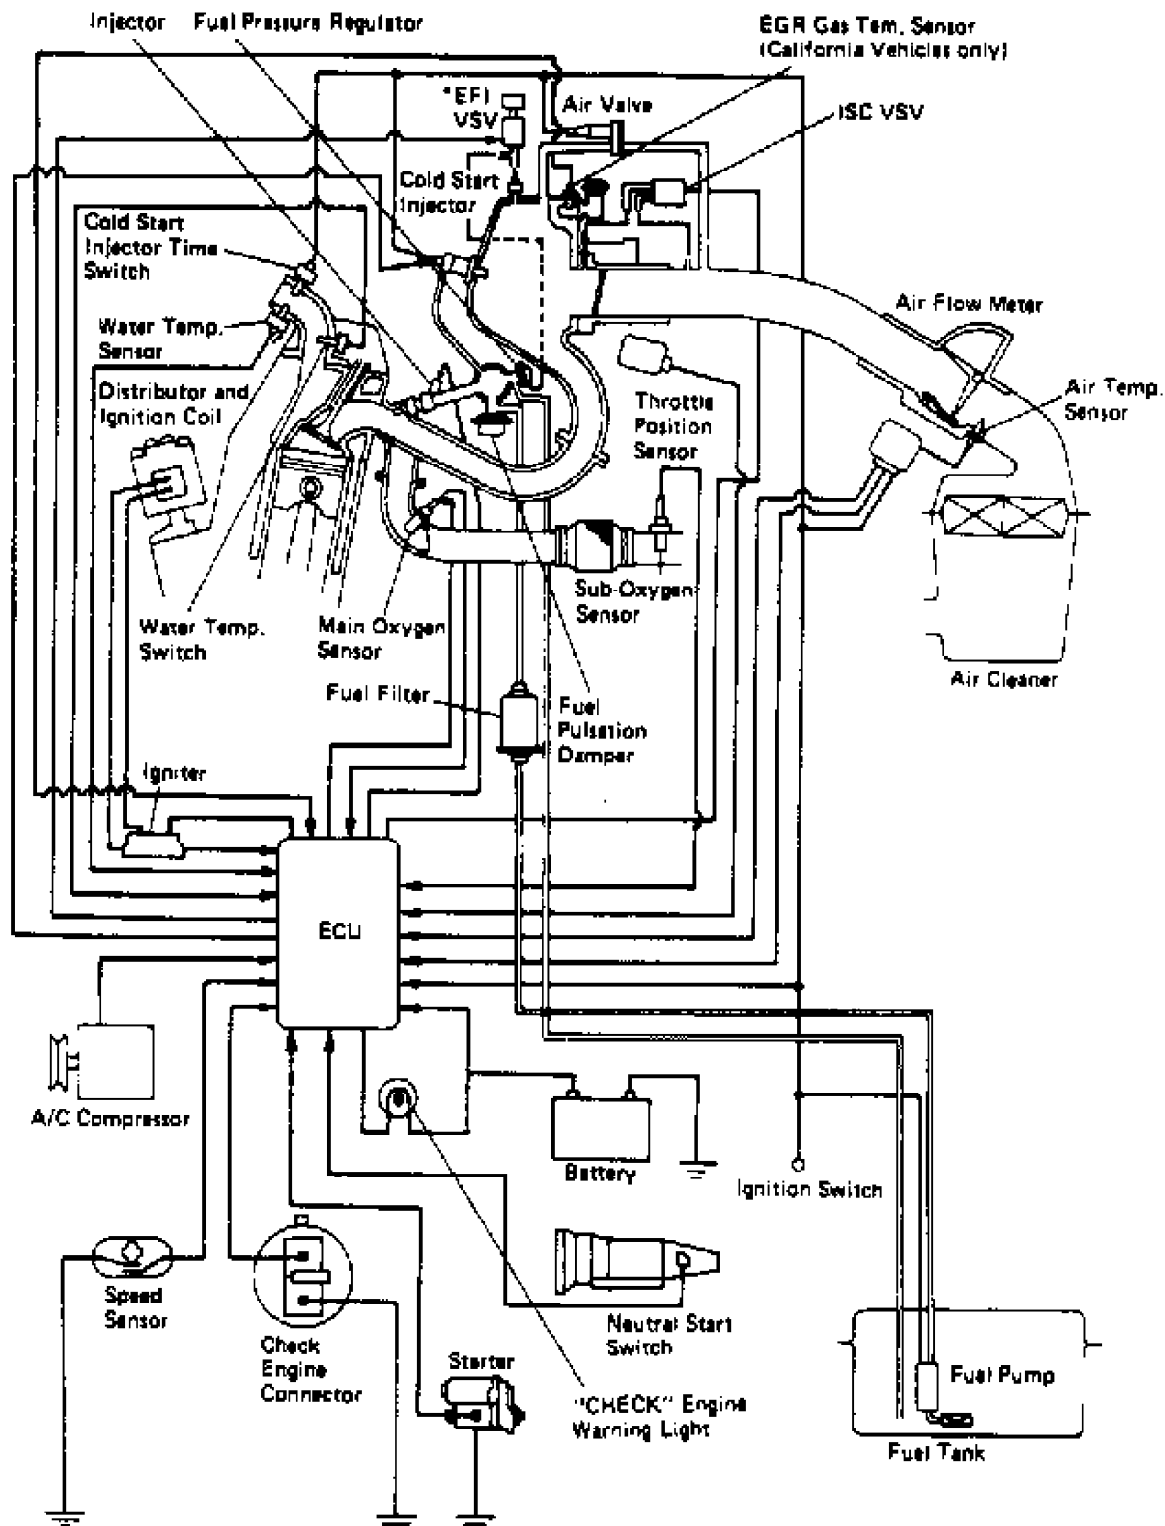 Injector
Fuel Pressure Regulator
EGR Gas Tem. Sensor
(California Vehicles only)
*EFI
VSV
Air Valve
ISC VSV
Cold Start
Injector
Cold Start
Injector Time
Switch
Air Flow Meter
Water Temp.
Sensor
Distributor and
Ignition Coil
Throttle
Position
Sensor
Air Temp.
Sensor
Sub-Oxygen
Sensor
Water Temp.
Switch
Main Oxygen
Sensor
Air Cleaner
Fuel Filter
Fuel
Pulsation
Damper
Igniter
ECU
A/C Compressor
Battery
Ignition Switch
Speed
Sensor
Neutral Start
Switch
Check
Engine
Connector
Starter
"CHECK" Engine
Warning Light
Fuel Pump
Fuel Tank